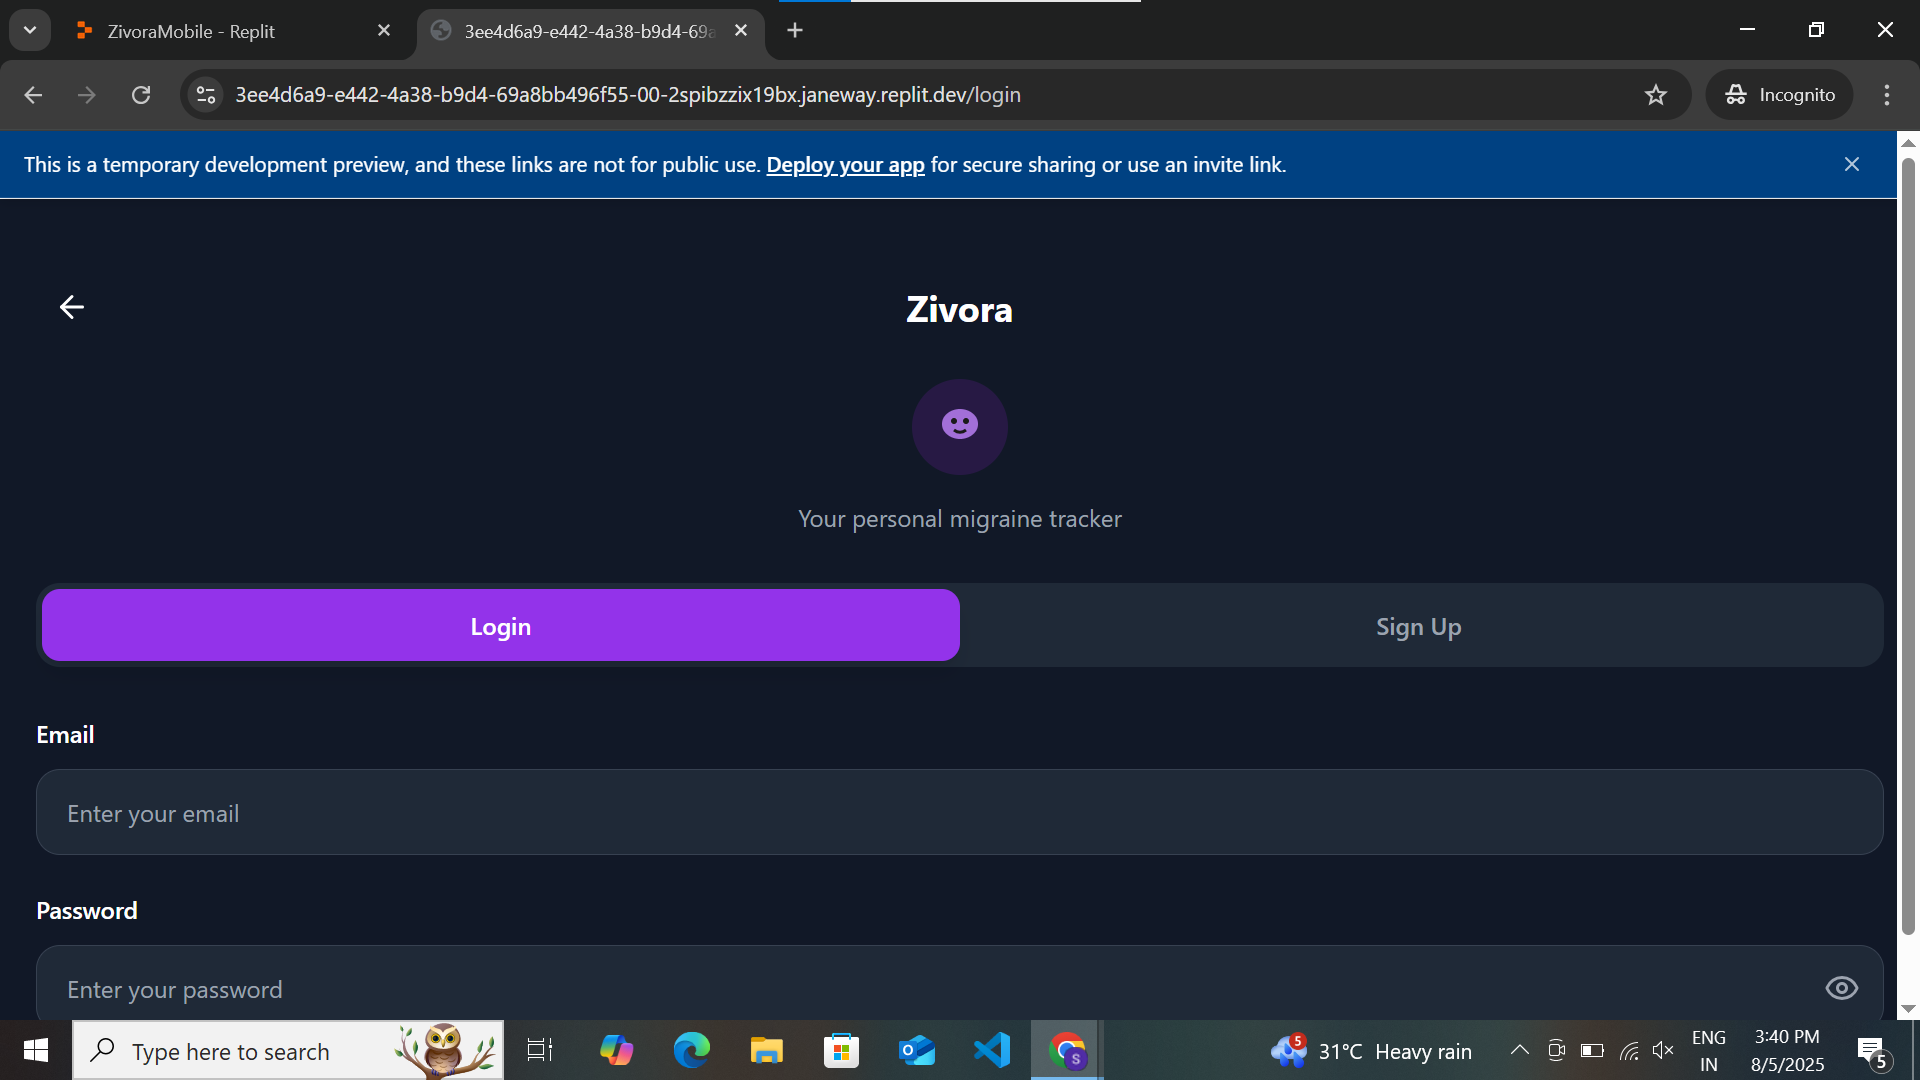 ZivoraMobile - Replit
3ee4d6a9-e442-4a38-b9d4-69a
3ee4d6a9-e442-4a38-b9d4-69a8bb496f55-00-2spibzzix19bx.janeway.replit.dev/login
Incognito
This is a temporary development preview, and these links are not for public use. Deploy your app for secure sharing or use an invite link.
Zivora
Your personal migraine tracker
Login
Sign Up
Email
Enter your email
Password
Enter your password
Type here to search
5
31°C Heavy rain
ENG
IN
3:40 PM
8/5/2025
5
S